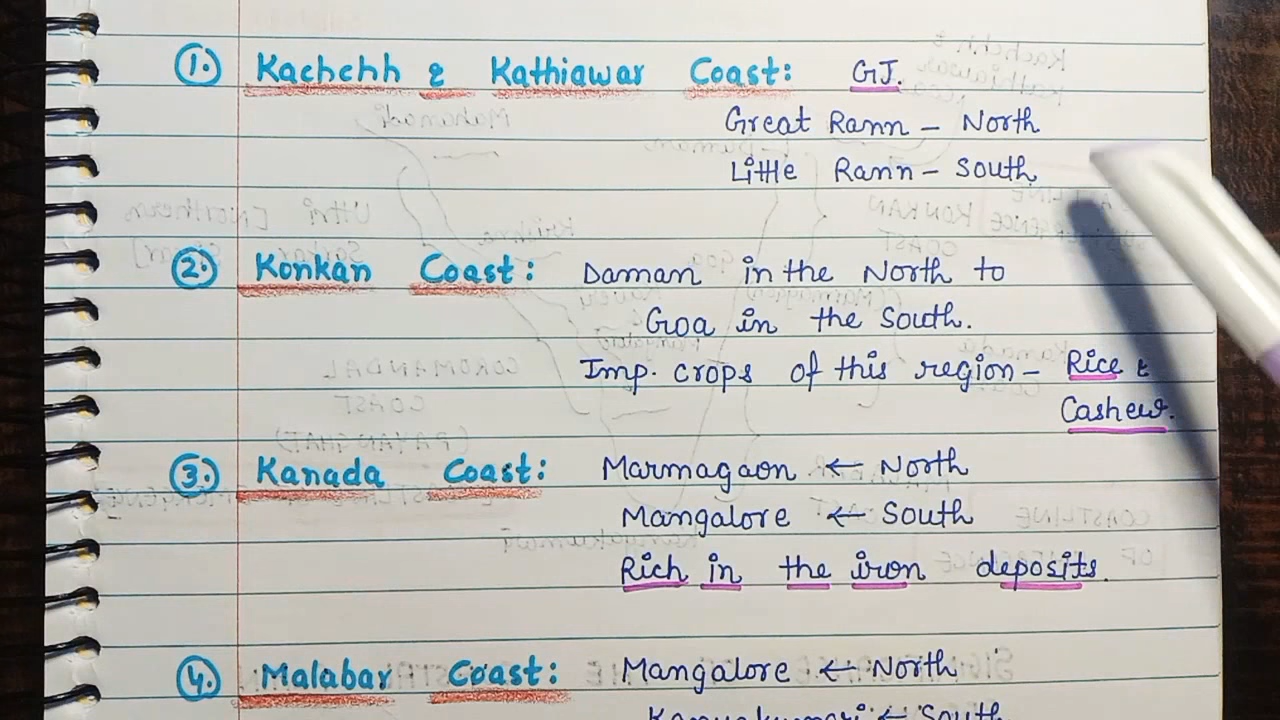 1. Kachchh & Kathiawar Coast: GJ.
Great Rann - North
Little Rann - South
2. Konkan Coast: Daman in the North to
Goa in the South.
Imp. crops of this region - Rice &
Cashew.
3. Kanada Coast: Marmagaon ← North
Mangalore ← South
Rich in the iron deposits.
4. Malabar Coast: Mangalore ← North
Kanyakumari ← South